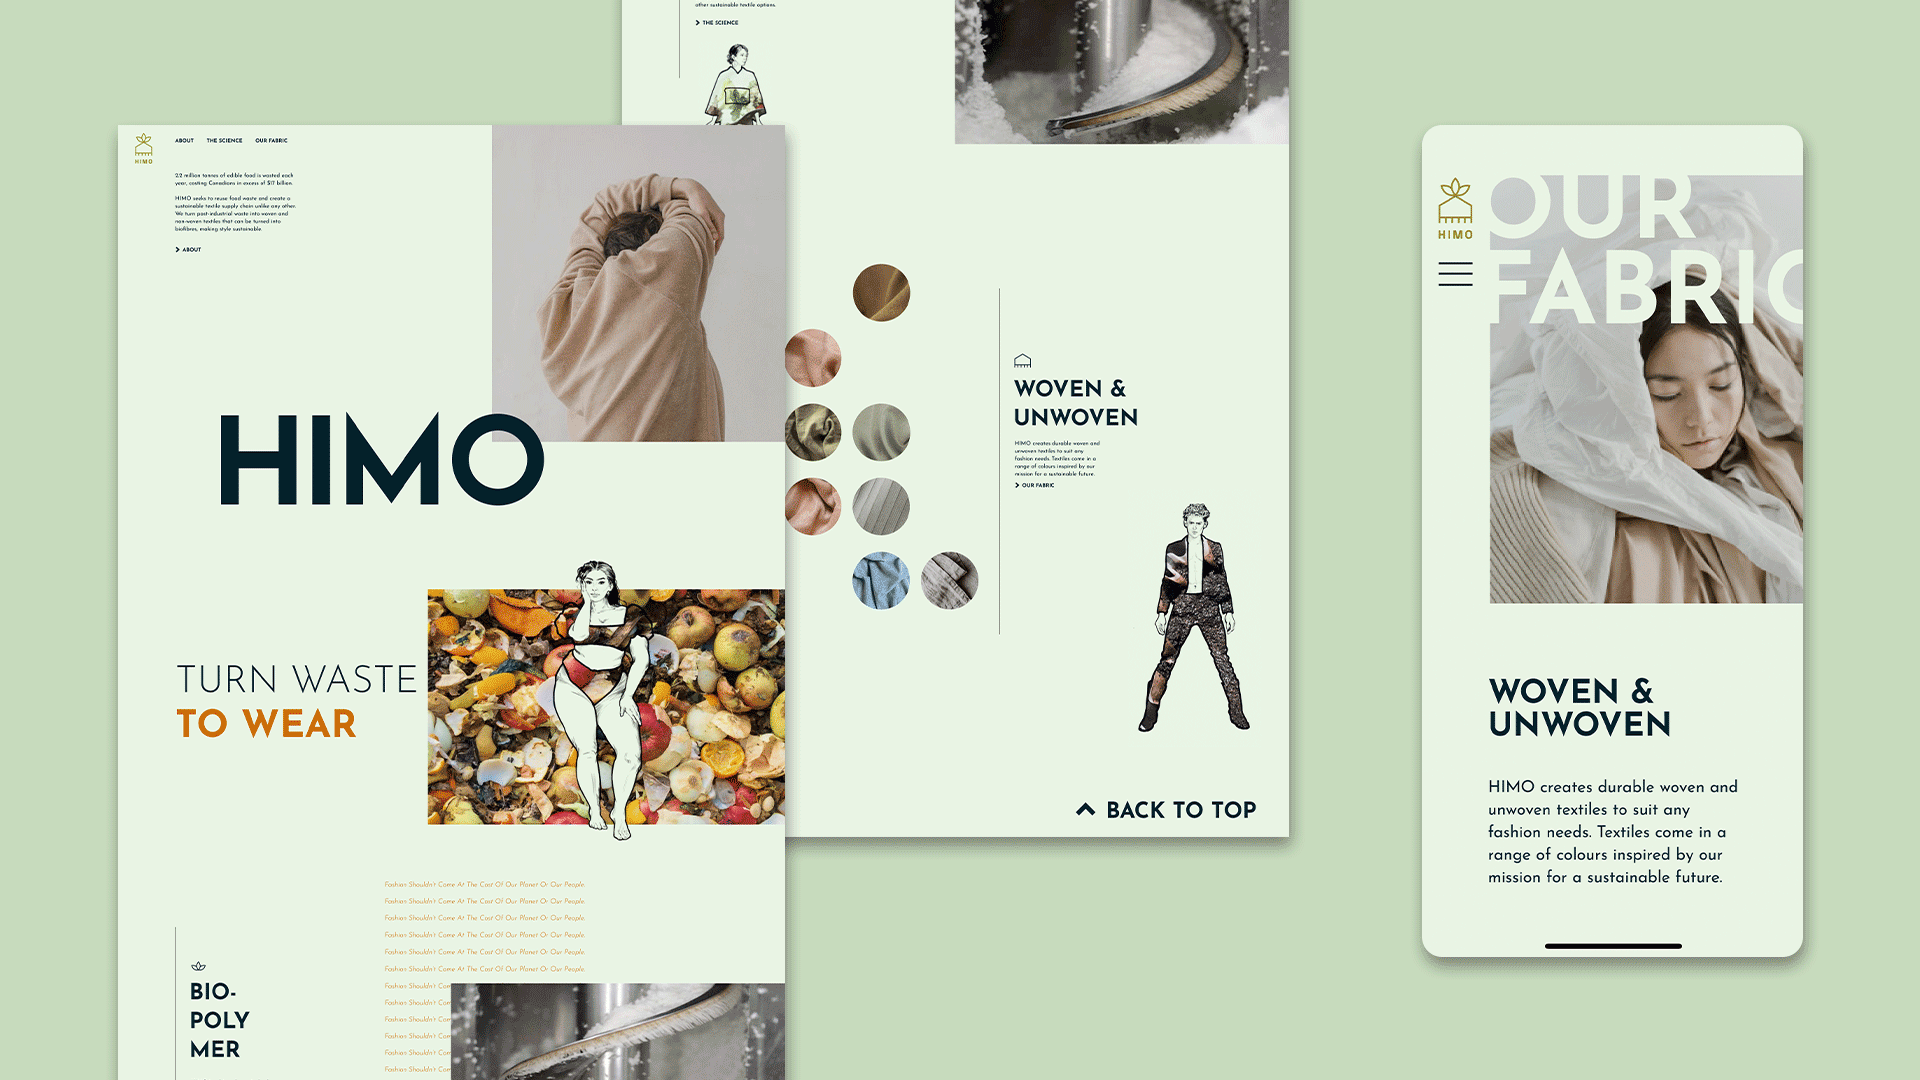 HIMO
ABOUT THE SCIENCE OUR FABRIC
2.2 million tonnes of edible food is wasted each
year, costing Canadians in excess of $17 billion.
HIMO seeks to reuse food waste and create a
sustainable textile supply chain unlike any other.
We turn post-industrial waste into woven and
non-woven textiles that can be turned into
biofibres, making style sustainable.
ABOUT
HIMO
TURN WASTE
TO WEAR
Fashion Shouldn't Come At The Cost Of Our Planet Or Our People.
Fashion Shouldn't Come At The Cost Of Our Planet Or Our People.
Fashion Shouldn't Come At The Cost Of Our Planet Or Our People.
Fashion Shouldn't Come At The Cost Of Our Planet Or Our People.
Fashion Shouldn't Come At The Cost Of Our Planet Or Our People.
Fashion Shouldn't Come At The Cost Of Our Planet Or Our People.
Fashion Shouldn't Com
Fashion Shouldn't Com
Fashion Shouldn't Com
Fashion Shouldn't Com
Fashion Shouldn't Com
Fashion Shouldn't Com
BIO-
POLY
MER
other sustainable textile options.
THE SCIENCE
WOVEN &
UNWOVEN
HIMO creates durable woven and
unwoven textiles to suit any
fashion needs. Textiles come in a
range of colours inspired by our
mission for a sustainable future.
OUR FABRIC
BACK TO TOP
HIMO
OUR
FABRIC
WOVEN &
UNWOVEN
HIMO creates durable woven and
unwoven textiles to suit any
fashion needs. Textiles come in a
range of colours inspired by our
mission for a sustainable future.